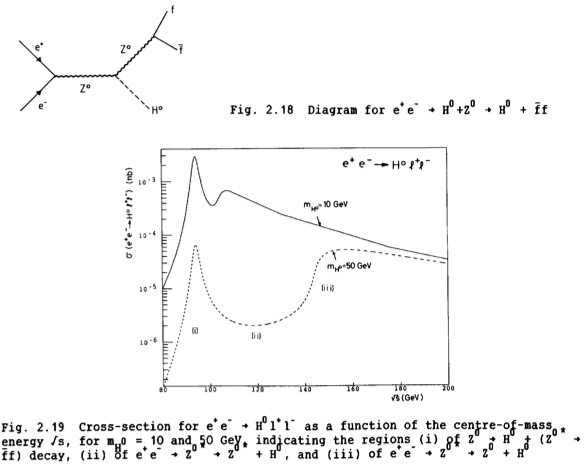 f
e⁺
Z⁰
f̄
Z⁰
e⁻
H⁰
Fig. 2.18 Diagram for e⁺e⁻ → H⁰+Z⁰ → H⁰ + f̄f
σ (e⁺e⁻→H⁰ℓ⁺ℓ⁻) (nb)
e⁺ e⁻ → H⁰ ℓ⁺ℓ⁻
10⁻³
m_H⁰=10 GeV
10⁻⁴
m_H⁰=50 GeV
(iii)
10⁻⁵
(i)
(ii)
10⁻⁶
80 100 120 140 160 180 200
√s (GeV)
Fig. 2.19 Cross-section for e⁺e⁻ → H⁰l⁺l⁻ as a function of the centre-of-mass
energy √s, for m_H⁰ = 10 and 50 GeV, indicating the regions (i) of Z⁰ → H⁰ + (Z⁰* →
f̄f) decay, (ii) of e⁺e⁻ → Z⁰ → Z⁰* + H⁰, and (iii) of e⁺e⁻ → Z⁰* → Z⁰ + H⁰